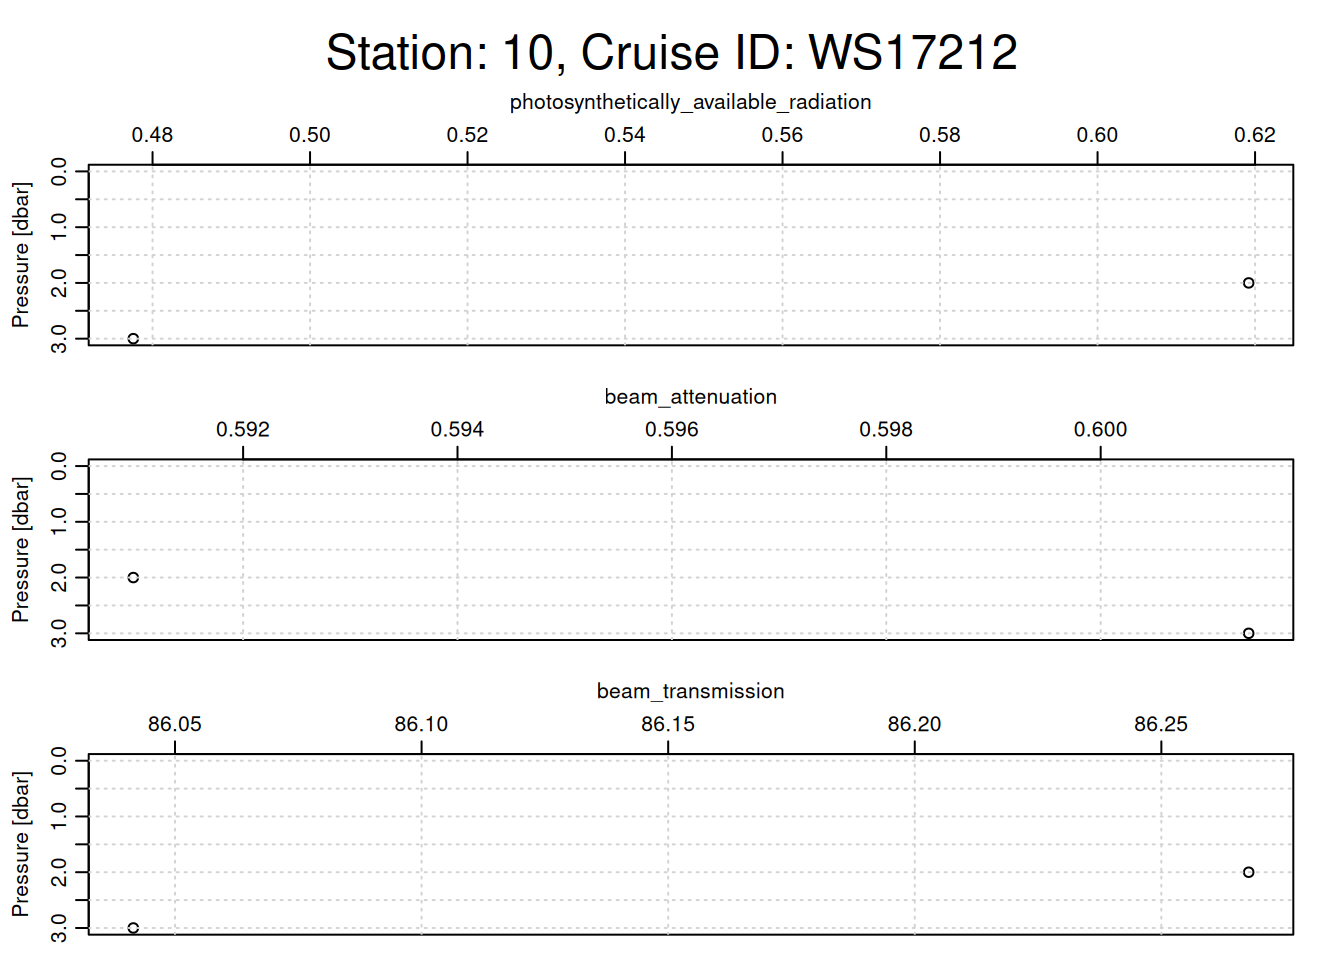 Station: 10, Cruise ID: WS17212
photosynthetically_available_radiation
0.48 0.50 0.52 0.54 0.56 0.58 0.60 0.62
Pressure [dbar]
0.0
1.0
2.0
3.0
beam_attenuation
0.592 0.594 0.596 0.598 0.600
Pressure [dbar]
0.0
1.0
2.0
3.0
beam_transmission
86.05 86.10 86.15 86.20 86.25
Pressure [dbar]
0.0
1.0
2.0
3.0